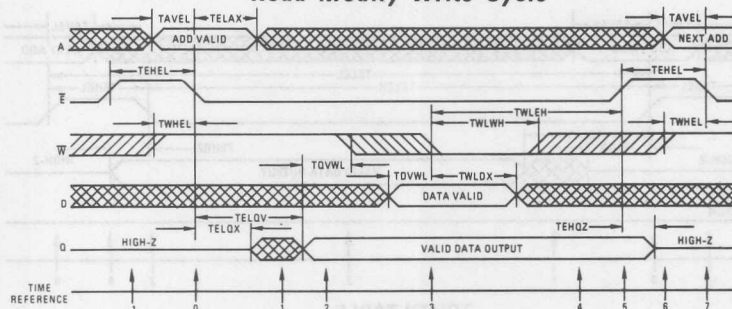 Read Modify Write Cycle
TAVEL TELAX TAVEL
A ADD VALID NEXT ADD
TEHEL TEHEL
E
TWLEH
TWHEL TWLWH TWHEL
W
TQVWL TDVWL TWLDX
D DATA VALID
TELQV
TELQX TEHQZ
Q HIGH-Z VALID DATA OUTPUT HIGH-Z
TIME REFERENCE
-1 0 1 2 3 4 5 6 7